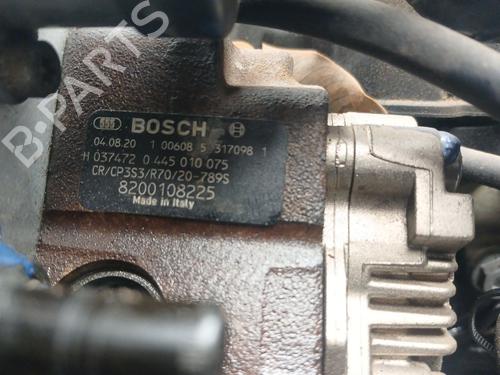 B-PARTS
555 BOSCH
04.08.20 1 00608 5 317098 1
H 037472 0 445 010 075
CR/CP3S3/R70/20-789S
8200108225
Made in Italy